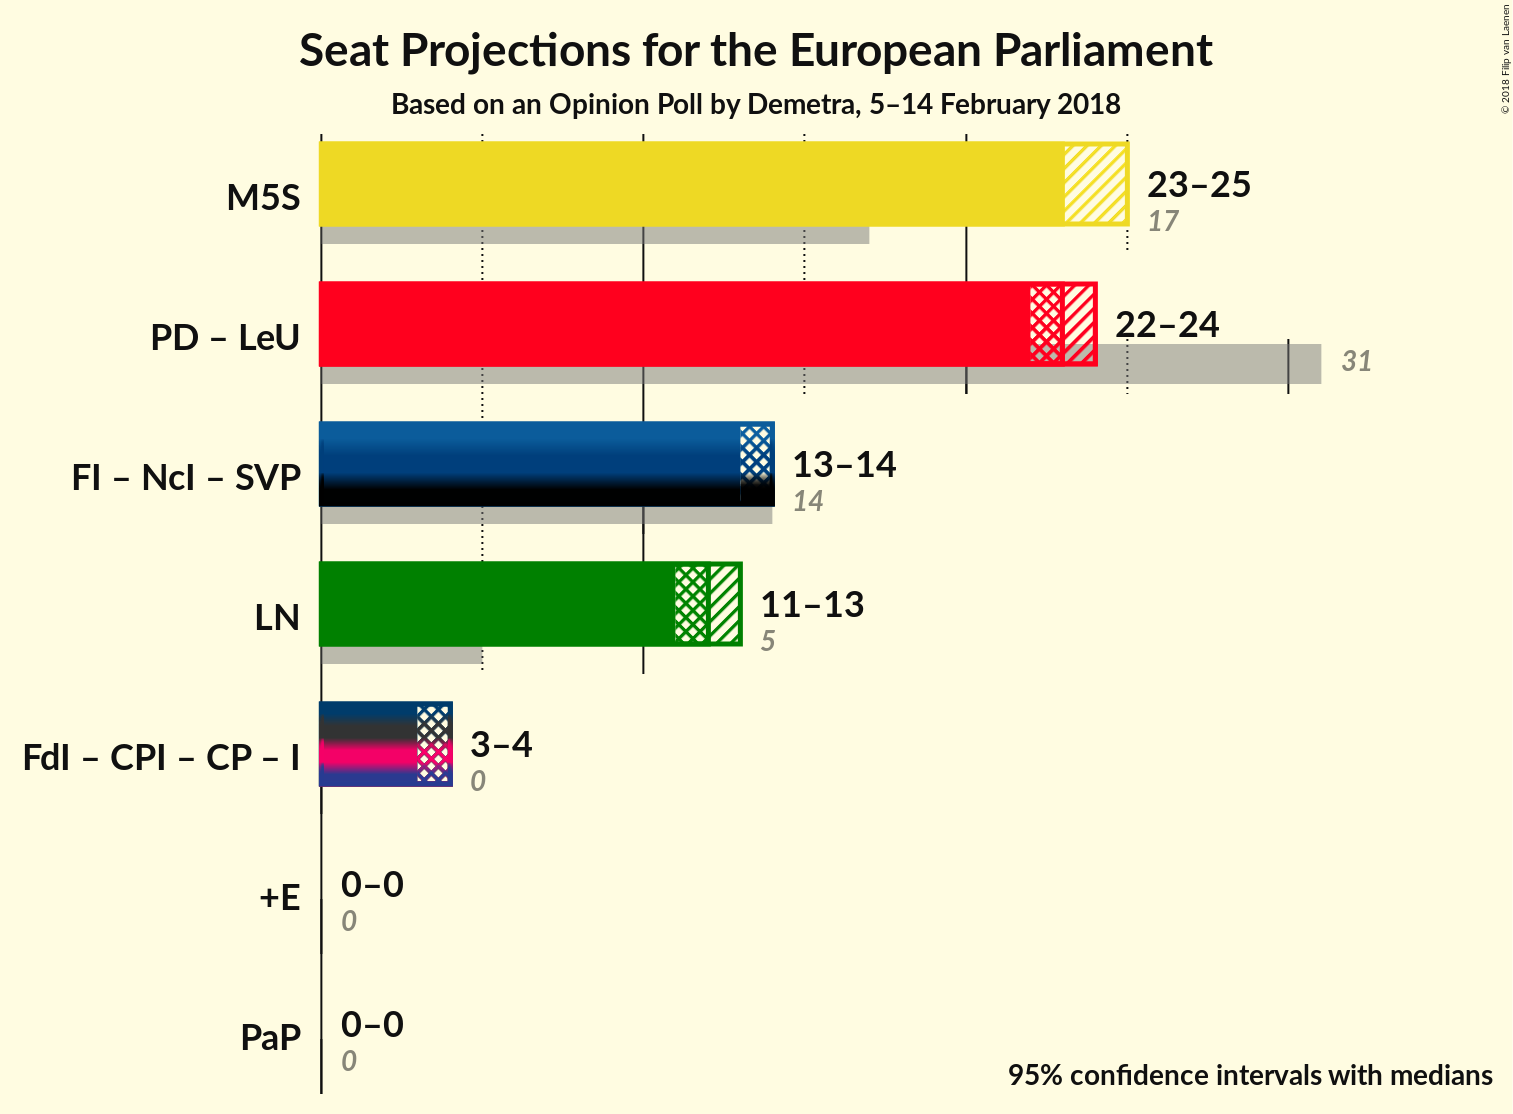 Seat Projections for the European Parliament
Based on an Opinion Poll by Demetra, 5–14 February 2018
© 2018 Filip van Laenen
M5S
23–25
17
PD – LeU
22–24
31
FI – NcI – SVP
13–14
14
LN
11–13
5
FdI – CPI – CP – I
3–4
0
+E
0–0
0
PaP
0–0
0
95% confidence intervals with medians